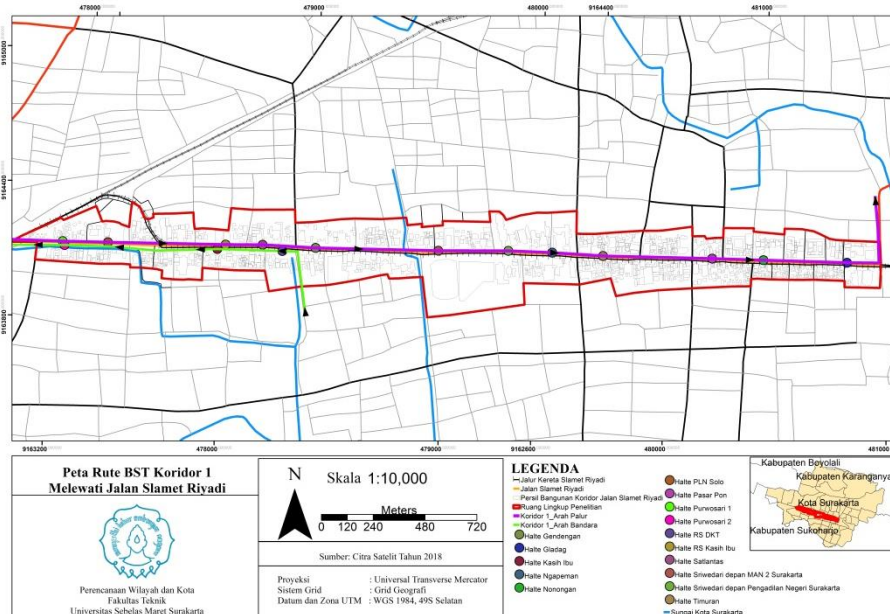 478000
479000
480000
9164400
481000
9165000
9164400
9163800
9163200
478000
479000
9162600
480000
481000
Peta Rute BST Koridor 1
Melewati Jalan Slamet Riyadi
Perencanaan Wilayah dan Kota
Fakultas Teknik
Universitas Sebelas Maret Surakarta
N
Skala 1:10,000
Meters
0 120 240 480 720
Sumber: Citra Satelit Tahun 2018
Proyeksi : Universal Transverse Mercator
Sistem Grid : Grid Geografi
Datum dan Zona UTM : WGS 1984, 49S Selatan
LEGENDA
Jalur Kereta Slamet Riyadi
Jalan Slamet Riyadi
Persil Bangunan Koridor Jalan Slamet Riyadi
Ruang Lingkup Penelitian
Koridor 1_Arah Palur
Koridor 1_Arah Bandara
Halte Gendengan
Halte Gladag
Halte Kasih Ibu
Halte Ngapeman
Halte Nonongan
Halte PLN Solo
Halte Pasar Pon
Halte Purwosari 1
Halte Purwosari 2
Halte RS DKT
Halte RS Kasih Ibu
Halte Satlantas
Halte Sriwedari depan MAN 2 Surakarta
Halte Sriwedari depan Pengadilan Negeri Surakarta
Halte Timuran
Sungai Kota Surakarta
Kabupaten Boyolali
Kabupaten Karanganyar
Kota Surakarta
Kabupaten Sukoharjo